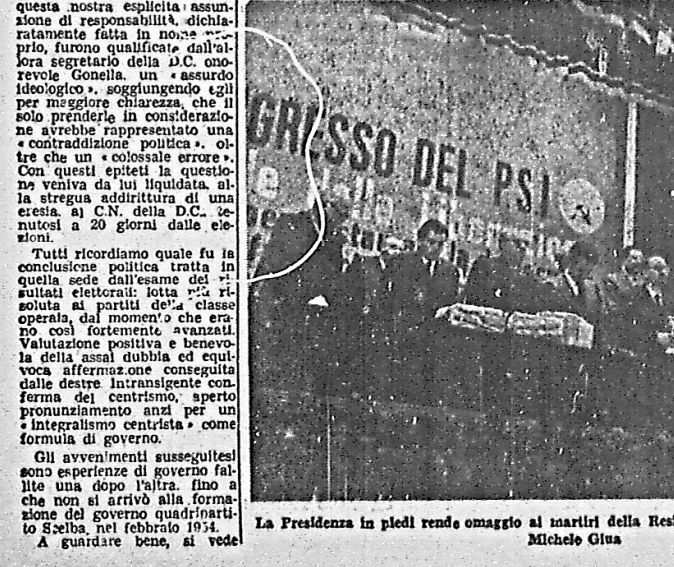 questa nostra esplicita assun-
zione di responsabilità, dichia-
ratamente fatta in nome pro-
prio, furono qualificate dall'al-
lora segretario della D.C. ono-
revole Gonella, un «assurdo
ideologico», soggiungendo egli
per maggiore chiarezza, che il
solo prenderle in considerazio-
ne avrebbe rappresentato una
«contraddizione politica», ol-
tre che un «colossale errore».
Con questi epiteti la questio-
ne veniva da lui liquidata, al-
la stregua addirittura di una
eresia, al C.N. della D.C., te-
nutosi a 20 giorni dalle ele-
zioni.
Tutti ricordiamo quale fu la
conclusione politica tratta in
quella sede dall'esame dei ri-
sultati elettorali: lotta più ri-
soluta ai partiti della classe
operaia, dal momento che era-
no così fortemente avanzati.
Valutazione positiva e benevo-
la della assai dubbia ed equi-
voca affermazione conseguita
dalle destre. Intransigente con-
ferma del centrismo, aperto
pronunciamento anzi per un
«integralismo centrista» come
formula di governo.
Gli avvenimenti susseguitesi
sono esperienze di governo fal-
lite una dopo l'altra, fino a
che non si arrivò alla forma-
zione del governo quadriparti-
to Scelba, nel febbraio 1954.
A guardare bene, si vede
GRESSO DEL P.S.I.
La Presidenza in piedi rende omaggio ai martiri della Resi
Michele Giua